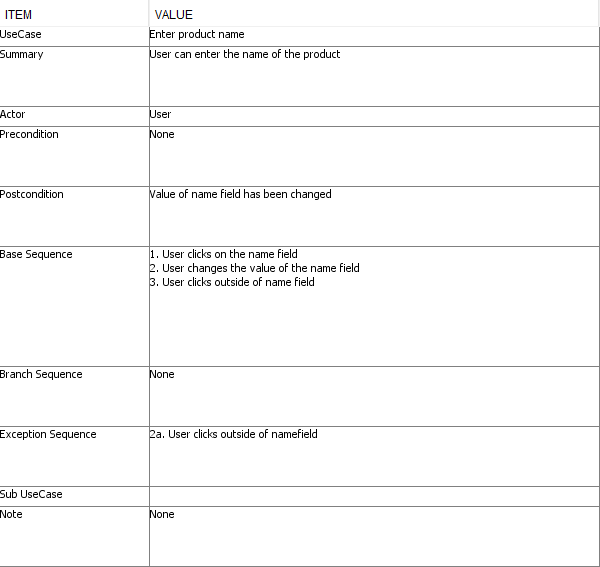 ITEM VALUE
UseCase Enter product name
Summary User can enter the name of the product
Actor User
Precondition None
Postcondition Value of name field has been changed
Base Sequence 1. User clicks on the name field
2. User changes the value of the name field
3. User clicks outside of name field
Branch Sequence None
Exception Sequence 2a. User clicks outside of namefield
Sub UseCase
Note None